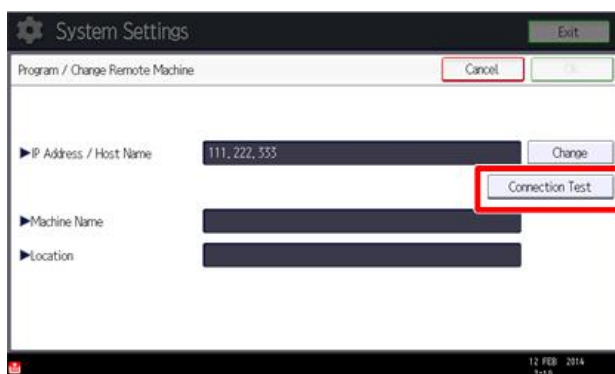 System Settings
Exit
Program / Change Remote Machine
Cancel
►IP Address / Host Name
111, 222, 333
Change
Connection Test
►Machine Name
►Location
12 FEB 2014